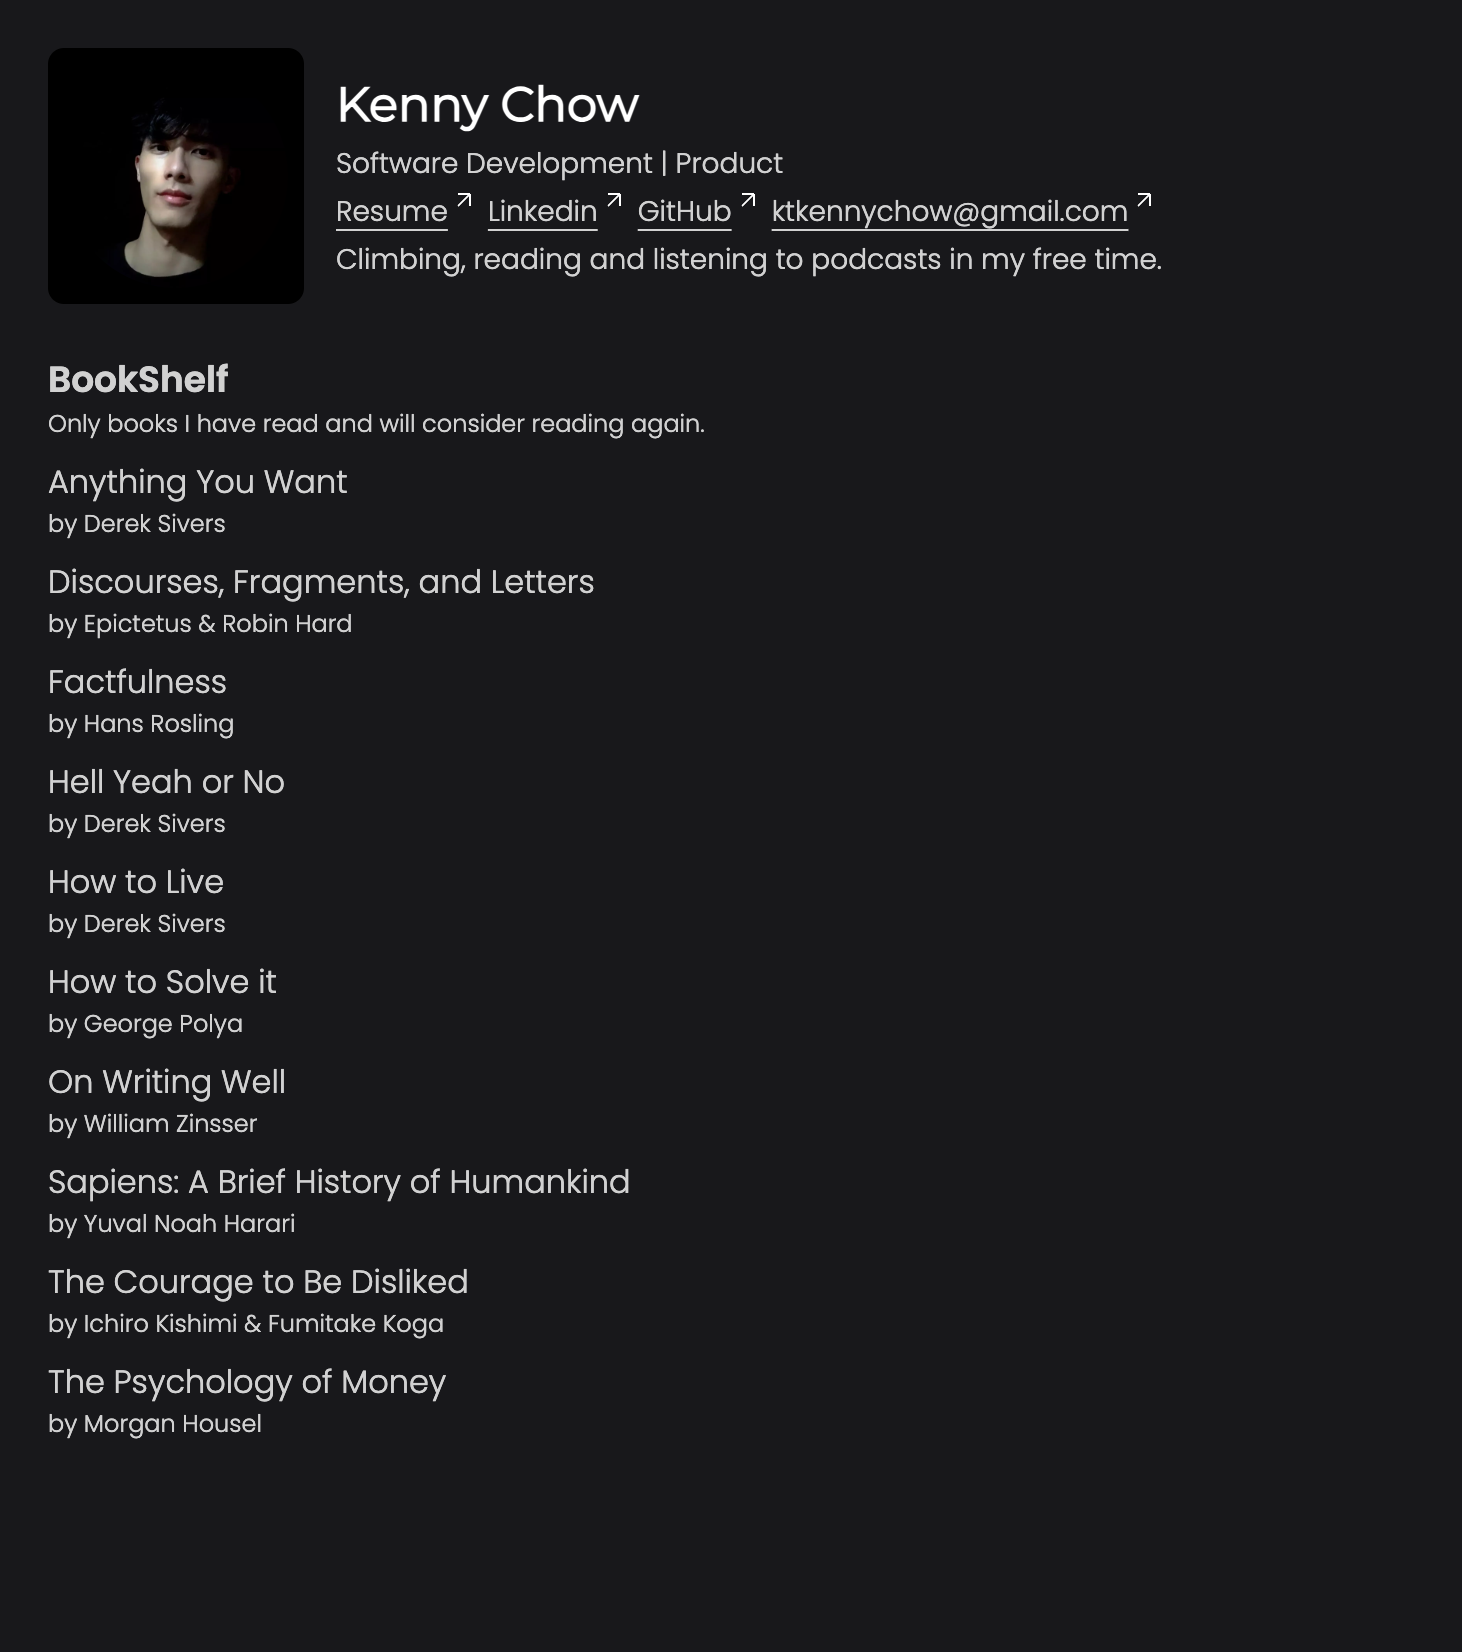 Kenny Chow
Software Development | Product
Resume Linkedin GitHub ktkennychow@gmail.com
Climbing, reading and listening to podcasts in my free time.
BookShelf
Only books I have read and will consider reading again.
Anything You Want
by Derek Sivers
Discourses, Fragments, and Letters
by Epictetus & Robin Hard
Factfulness
by Hans Rosling
Hell Yeah or No
by Derek Sivers
How to Live
by Derek Sivers
How to Solve it
by George Polya
On Writing Well
by William Zinsser
Sapiens: A Brief History of Humankind
by Yuval Noah Harari
The Courage to Be Disliked
by Ichiro Kishimi & Fumitake Koga
The Psychology of Money
by Morgan Housel